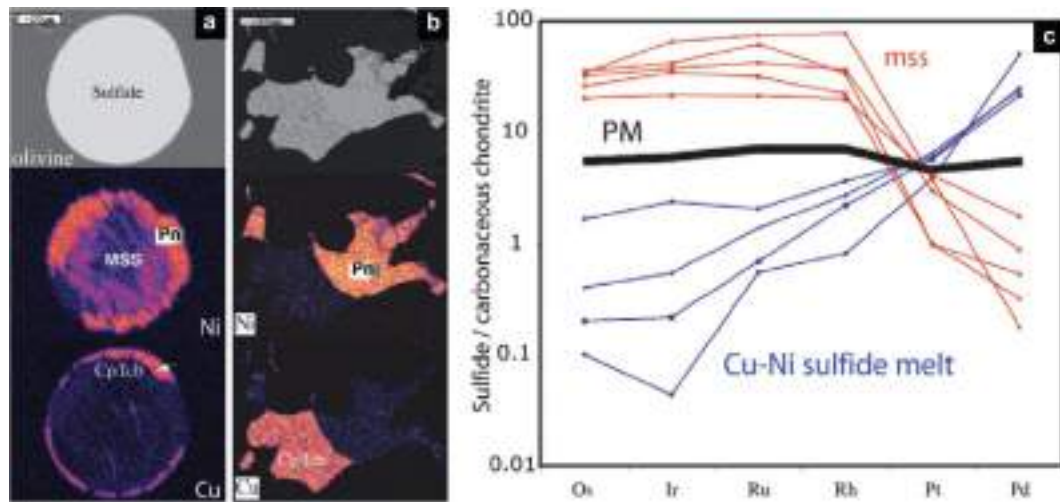 a
Sulfide
olivine
Pn
MSS
Ni
Cu
b
Pn
Ni
Cu
c
100
10
1
0.1
0.01
Sulfide / carbonaceous chondrite
mss
PM
Cu-Ni sulfide melt
Os
Ir
Ru
Rh
Pt
Pd